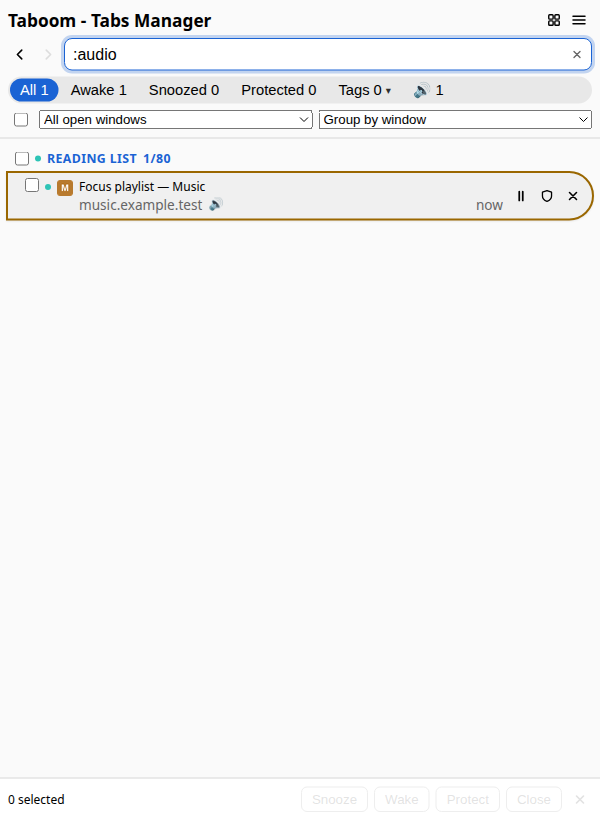 Taboom - Tabs Manager
:audio
All 1 Awake 1 Snoozed 0 Protected 0 Tags 0 ▾ 🔊 1
All open windows Group by window
READING LIST 1/80
M Focus playlist — Music
music.example.test 🔊 now
0 selected Snooze Wake Protect Close